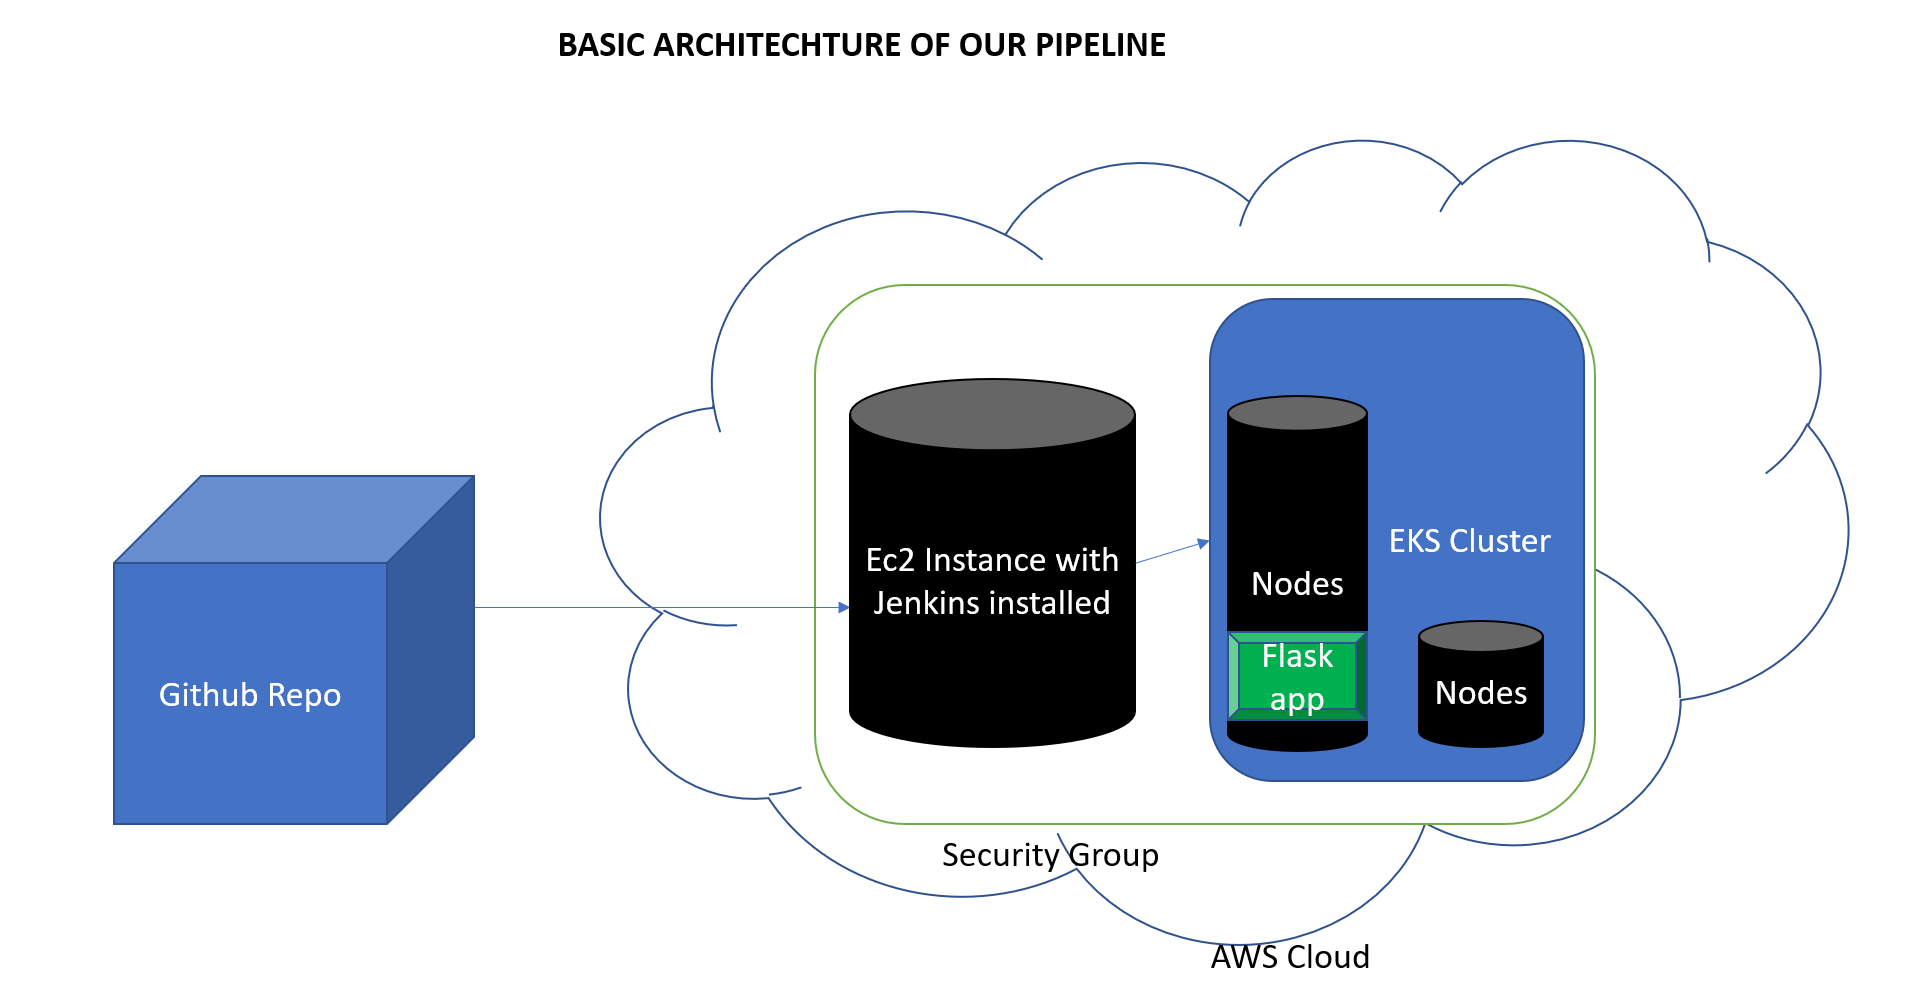 BASIC ARCHITECHTURE OF OUR PIPELINE
Github Repo
Ec2 Instance with
Jenkins installed
EKS Cluster
Nodes
Flask
app
Nodes
Security Group
AWS Cloud